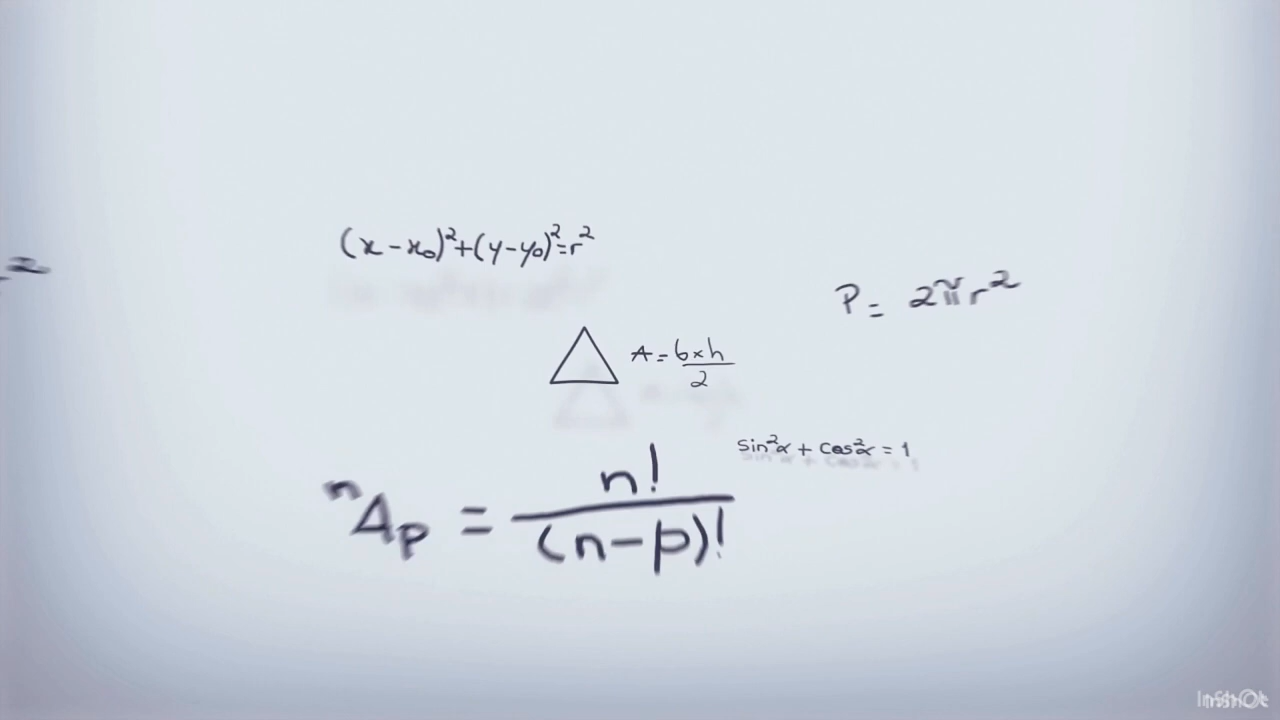 (x-x₀)²+(y-y₀)²=r²
P = 2πr²
A = b×h/2
sin²α + cos²α = 1
ⁿAₚ = n!/(n-p)!